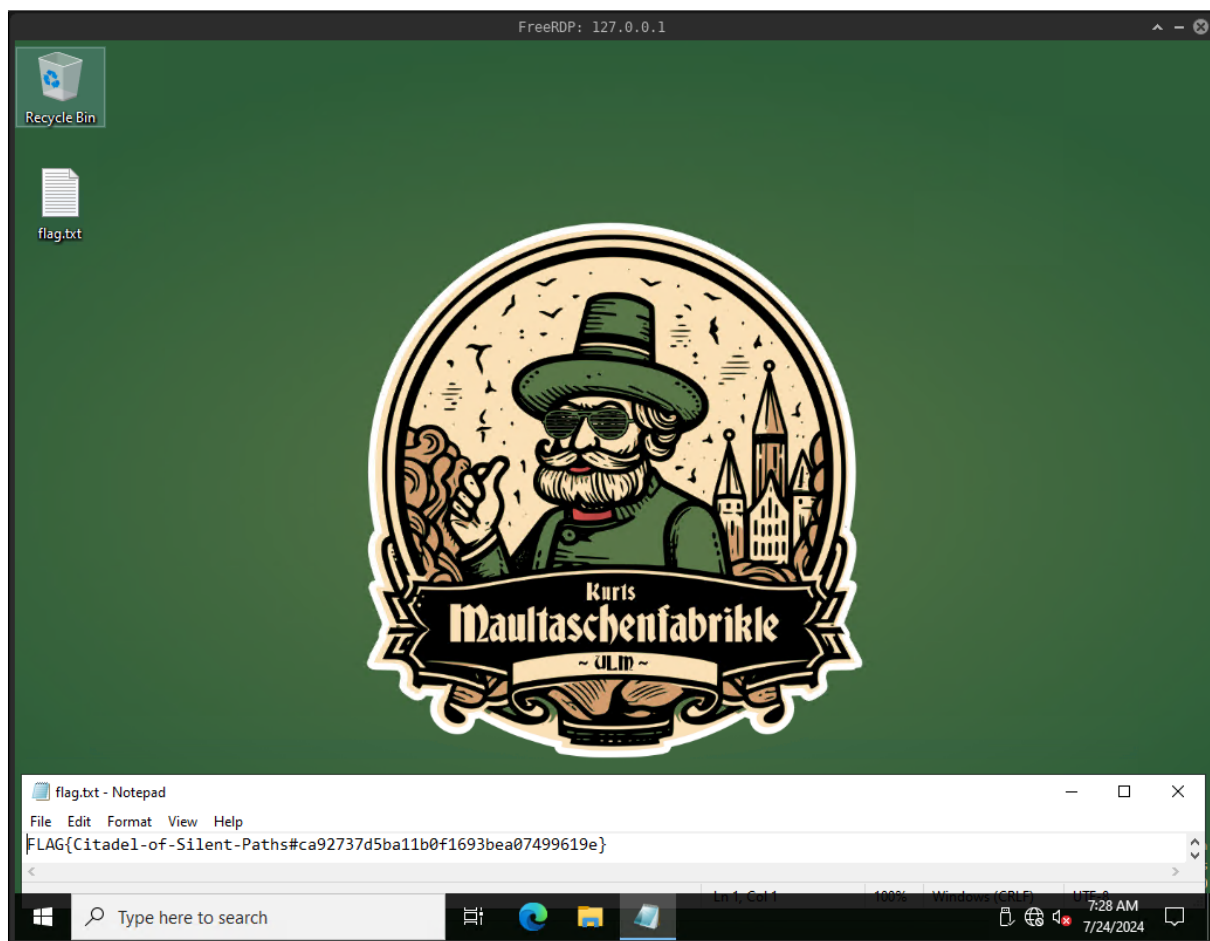 FreeRDP: 127.0.0.1
Recycle Bin
flag.txt
Kurts
Maultaschenfabrikle
~ ULM ~
flag.txt - Notepad
File Edit Format View Help
FLAG{Citadel-of-Silent-Paths#ca92737d5ba11b0f1693bea07499619e}
Ln 1, Col 1 100% Windows (CRLF) UTF-8
Type here to search
7:28 AM
7/24/2024